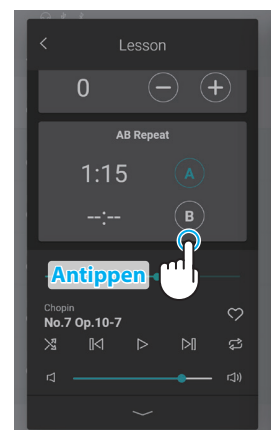 Lesson
0
AB Repeat
1:15
A
--:--
B
Antippen
Chopin
No.7 Op.10-7